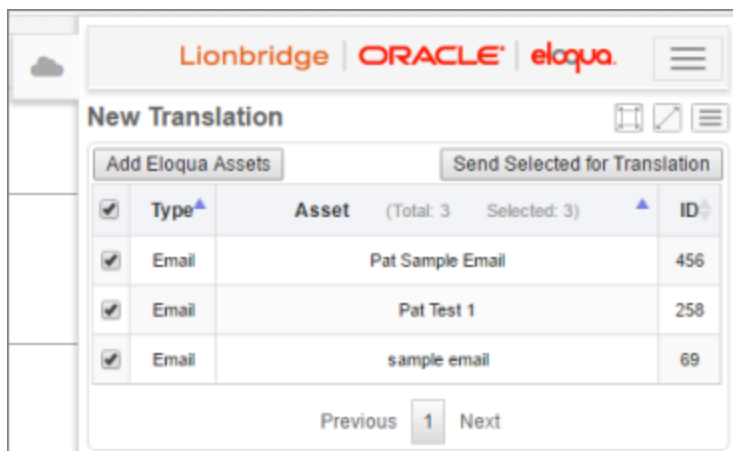 Lionbridge | ORACLE | eloqua.
New Translation
Add Eloqua Assets Send Selected for Translation
Type Asset (Total: 3 Selected: 3) ID
Email Pat Sample Email 456
Email Pat Test 1 258
Email sample email 69
Previous 1 Next